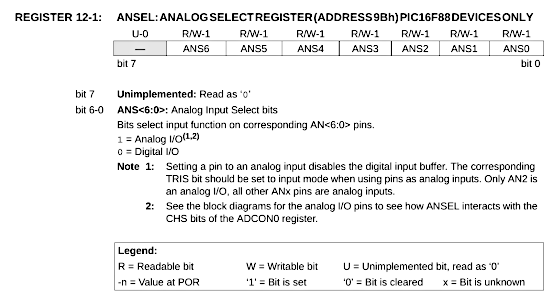 REGISTER 12-1: ANSEL: ANALOG SELECT REGISTER (ADDRESS 9Bh) PIC16F88 DEVICES ONLY
U-0 R/W-1 R/W-1 R/W-1 R/W-1 R/W-1 R/W-1 R/W-1
— ANS6 ANS5 ANS4 ANS3 ANS2 ANS1 ANS0
bit 7 bit 0
bit 7 Unimplemented: Read as ‘0’
bit 6-0 ANS<6:0>: Analog Input Select bits
Bits select input function on corresponding AN<6:0> pins.
1 = Analog I/O(1,2)
0 = Digital I/O
Note 1: Setting a pin to an analog input disables the digital input buffer. The corresponding
TRIS bit should be set to input mode when using pins as analog inputs. Only AN2 is
an analog I/O, all other ANx pins are analog inputs.
2: See the block diagrams for the analog I/O pins to see how ANSEL interacts with the
CHS bits of the ADCON0 register.
Legend:
R = Readable bit W = Writable bit U = Unimplemented bit, read as ‘0’
-n = Value at POR ‘1’ = Bit is set ‘0’ = Bit is cleared x = Bit is unknown